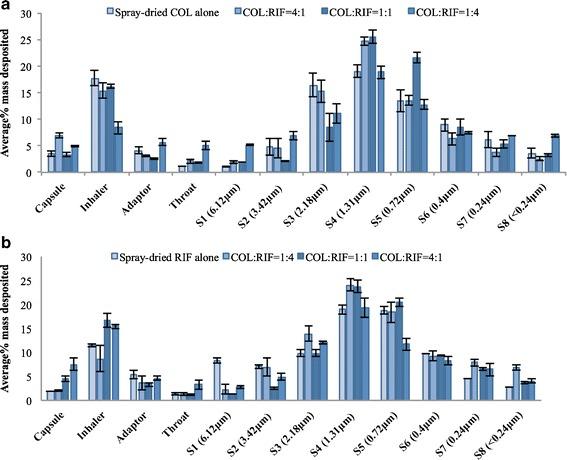 a
Spray-dried COL alone COL:RIF=4:1 COL:RIF=1:1 COL:RIF=1:4
Average% mass desposited
30
25
20
15
10
5
0
Capsule Inhaler Adaptor Throat S1 (6.12μm) S2 (3.42μm) S3 (2.18μm) S4 (1.31μm) S5 (0.72μm) S6 (0.4μm) S7 (0.24μm) S8 (<0.24μm)
b
Spray-dried RIF alone COL:RIF=1:4 COL:RIF=1:1 COL:RIF=4:1
Average% mass desposited
30
25
20
15
10
5
0
Capsule Inhaler Adaptor Throat S1 (6.12μm) S2 (3.42μm) S3 (2.18μm) S4 (1.31μm) S5 (0.72μm) S6 (0.4μm) S7 (0.24μm) S8 (<0.24μm)